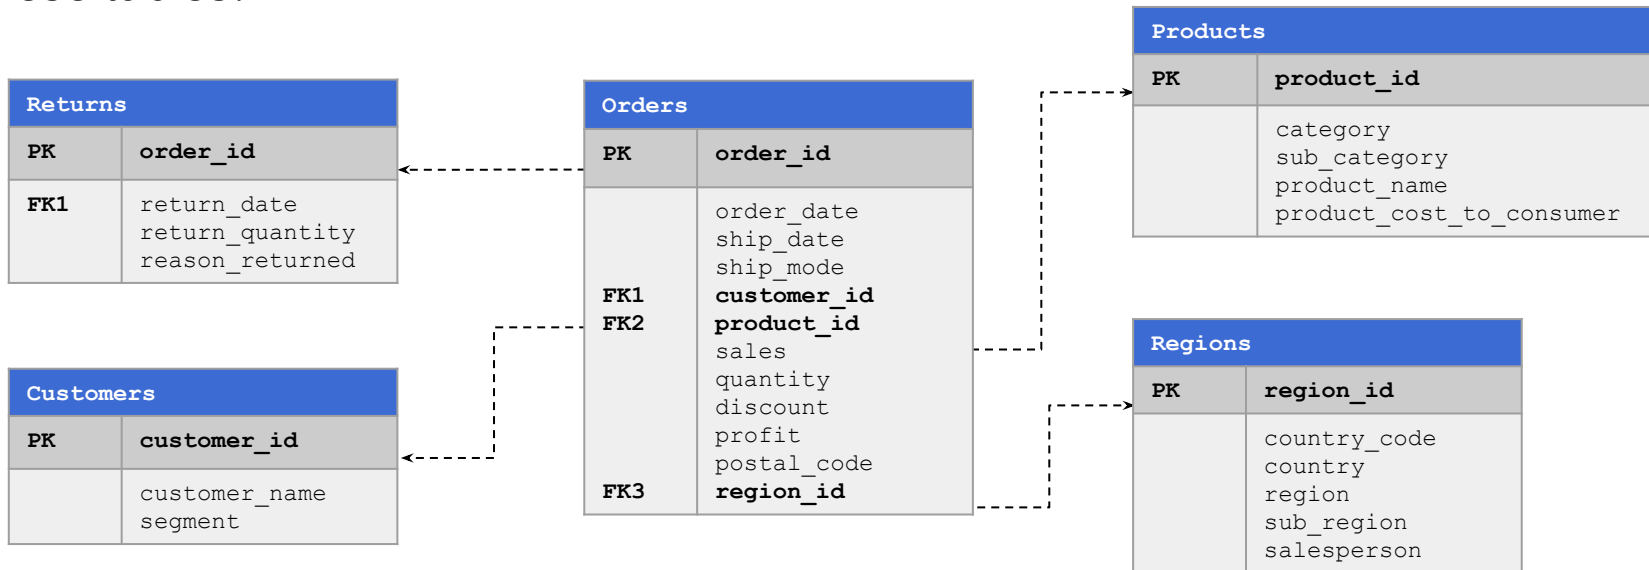 Returns
PK order_id
FK1 return_date
return_quantity
reason_returned
Customers
PK customer_id
customer_name
segment
Orders
PK order_id
order_date
ship_date
ship_mode
FK1 customer_id
FK2 product_id
sales
quantity
discount
profit
postal_code
FK3 region_id
Products
PK product_id
category
sub_category
product_name
product_cost_to_consumer
Regions
PK region_id
country_code
country
region
sub_region
salesperson